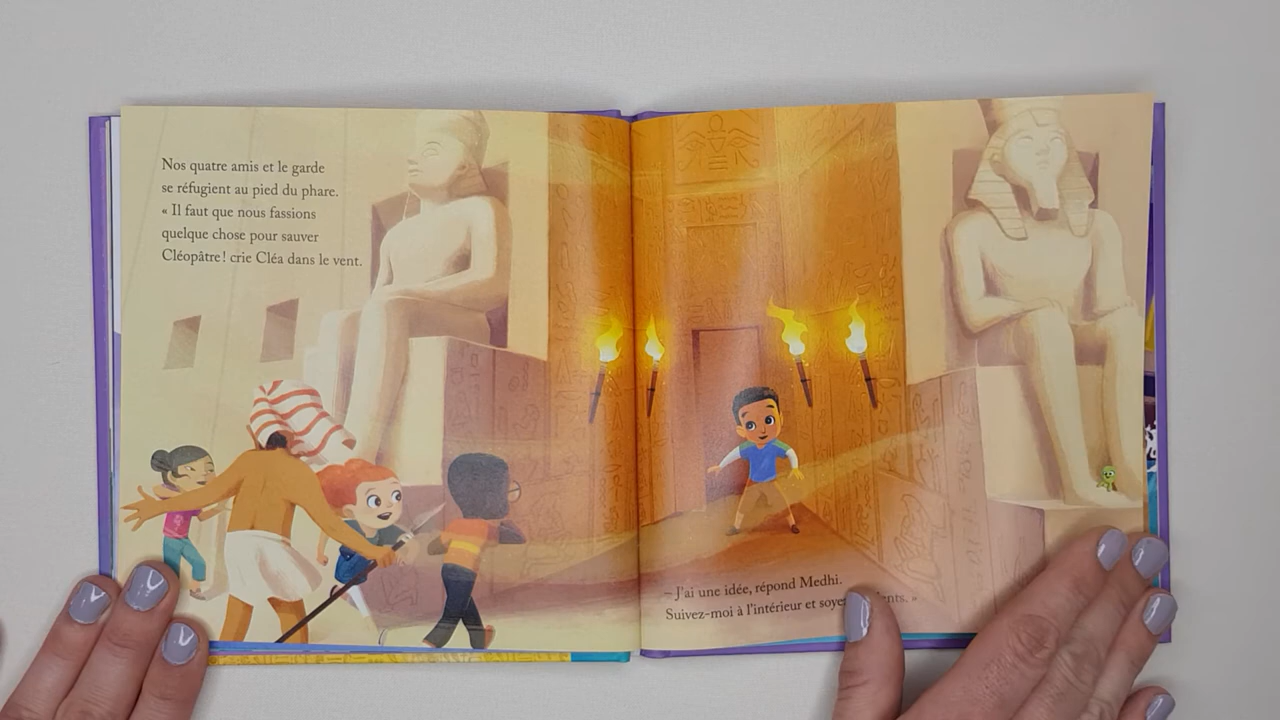 Nos quatre amis et le garde
se réfugient au pied du phare.
« Il faut que nous fassions
quelque chose pour sauver
Cléopâtre ! crie Cléa dans le vent.
– J'ai une idée, répond Medhi.
Suivez-moi à l'intérieur et »